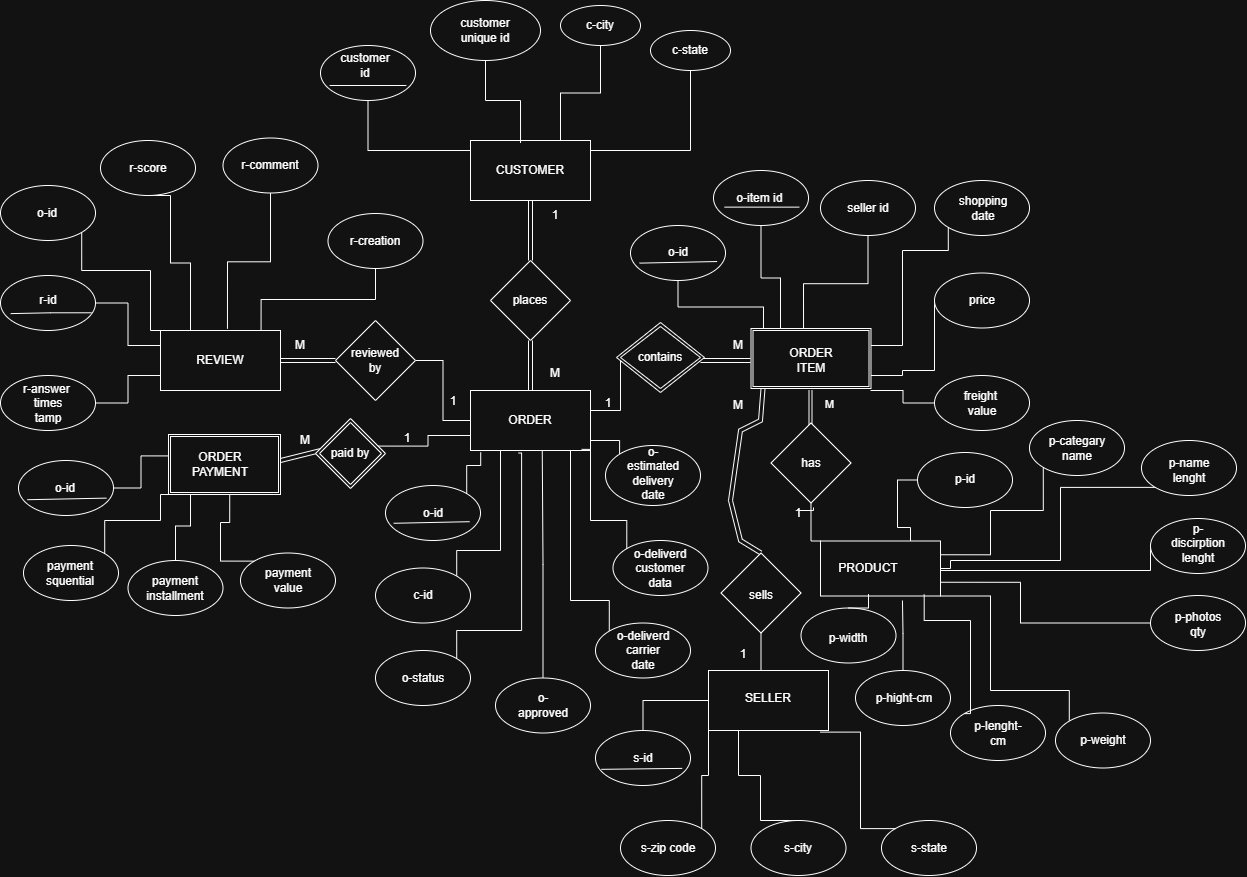 customer
unique id
c-city
c-state
customer
id
CUSTOMER
1
r-score
r-comment
o-id
r-creation
r-id
REVIEW
M
reviewed
by
1
r-answer
times
tamp
places
M
o-item id
seller id
shopping
date
o-id
price
contains
M
ORDER
ITEM
1
ORDER
freight
value
M
M
ORDER
PAYMENT
M
paid by
1
o-id
payment
squential
payment
installment
payment
value
o-
estimated
delivery
date
o-id
has
1
p-categary
name
p-name
lenght
p-id
p-
discirption
lenght
o-deliverd
customer
data
c-id
sells
PRODUCT
p-photos
qty
p-width
o-deliverd
carrier
date
1
o-status
o-
approved
SELLER
p-hight-cm
p-lenght-
cm
p-weight
s-id
s-zip code
s-city
s-state